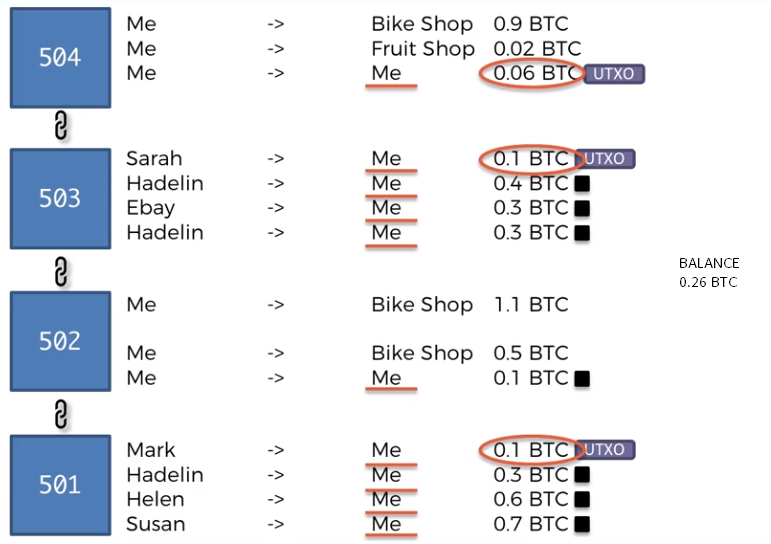 504
Me -> Bike Shop 0.9 BTC
Me -> Fruit Shop 0.02 BTC
Me -> Me 0.06 BTC UTXO
503
Sarah -> Me 0.1 BTC UTXO
Hadelin -> Me 0.4 BTC
Ebay -> Me 0.3 BTC
Hadelin -> Me 0.3 BTC
BALANCE
0.26 BTC
502
Me -> Bike Shop 1.1 BTC
Me -> Bike Shop 0.5 BTC
Me -> Me 0.1 BTC
501
Mark -> Me 0.1 BTC UTXO
Hadelin -> Me 0.3 BTC
Helen -> Me 0.6 BTC
Susan -> Me 0.7 BTC